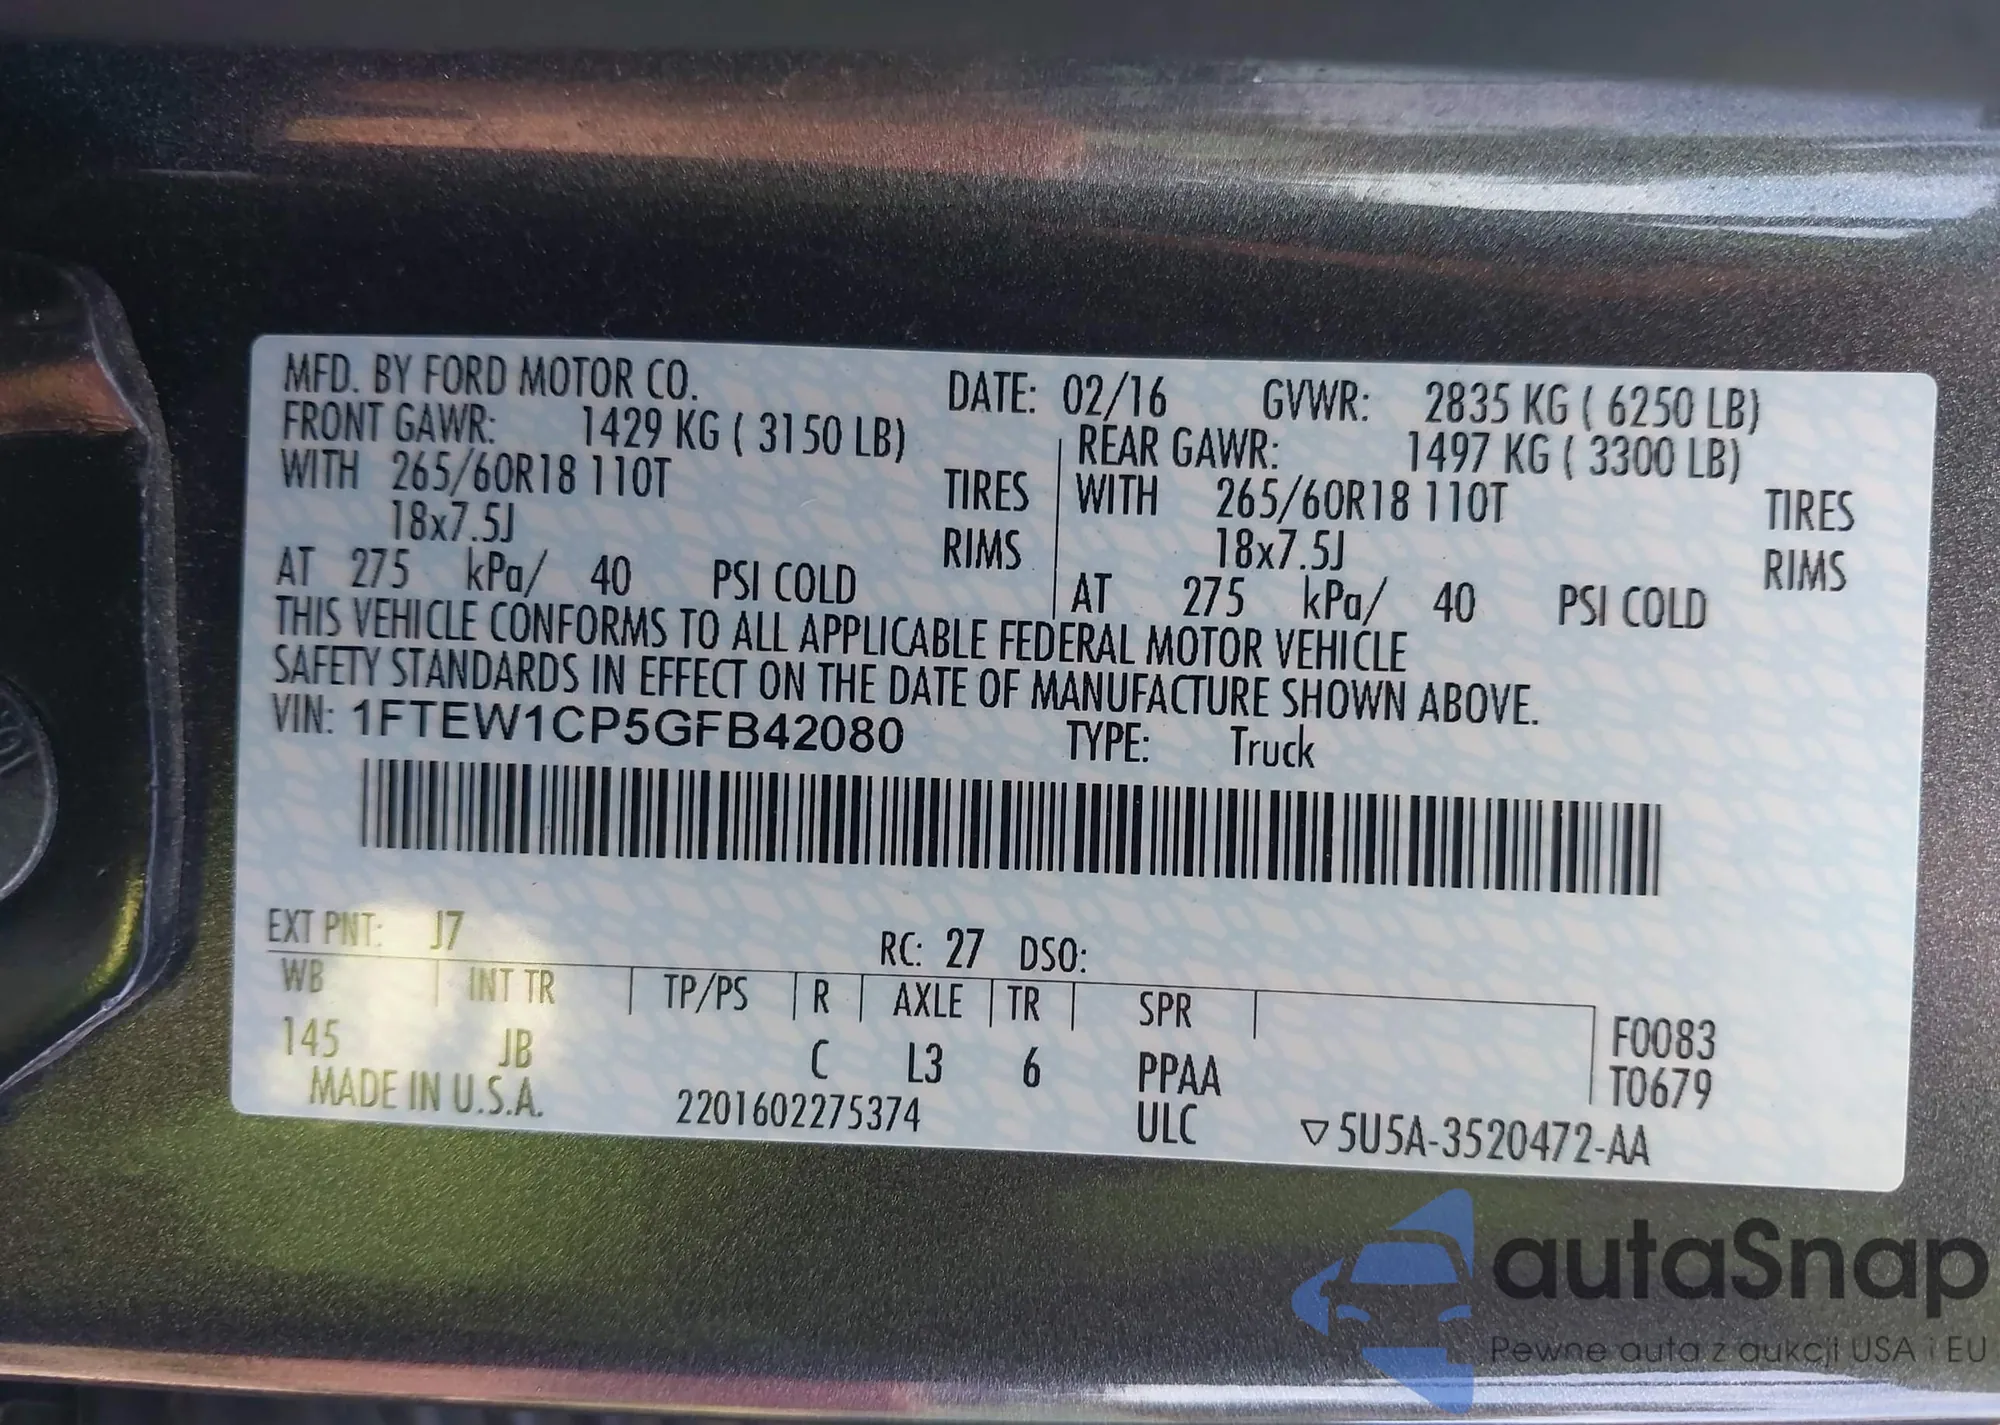 MFD. BY FORD MOTOR CO. DATE: 02/16 GVWR: 2835 KG ( 6250 LB)
FRONT GAWR: 1429 KG ( 3150 LB) REAR GAWR: 1497 KG ( 3300 LB)
WITH 265/60R18 110T TIRES WITH 265/60R18 110T TIRES
18x7.5J RIMS 18x7.5J RIMS
AT 275 kPa/ 40 PSI COLD AT 275 kPa/ 40 PSI COLD
THIS VEHICLE CONFORMS TO ALL APPLICABLE FEDERAL MOTOR VEHICLE
SAFETY STANDARDS IN EFFECT ON THE DATE OF MANUFACTURE SHOWN ABOVE.
VIN: 1FTEW1CP5GFB42080 TYPE: Truck
EXT PNT: J7 RC: 27 DSO:
WB INT TR TP/PS R AXLE TR SPR F0083
145 JB C L3 6 PPAA T0679
MADE IN U.S.A. 2201602275374 ULC ▽5U5A-3520472-AA
autaSnap
Pewne auta z aukcji USA i EU